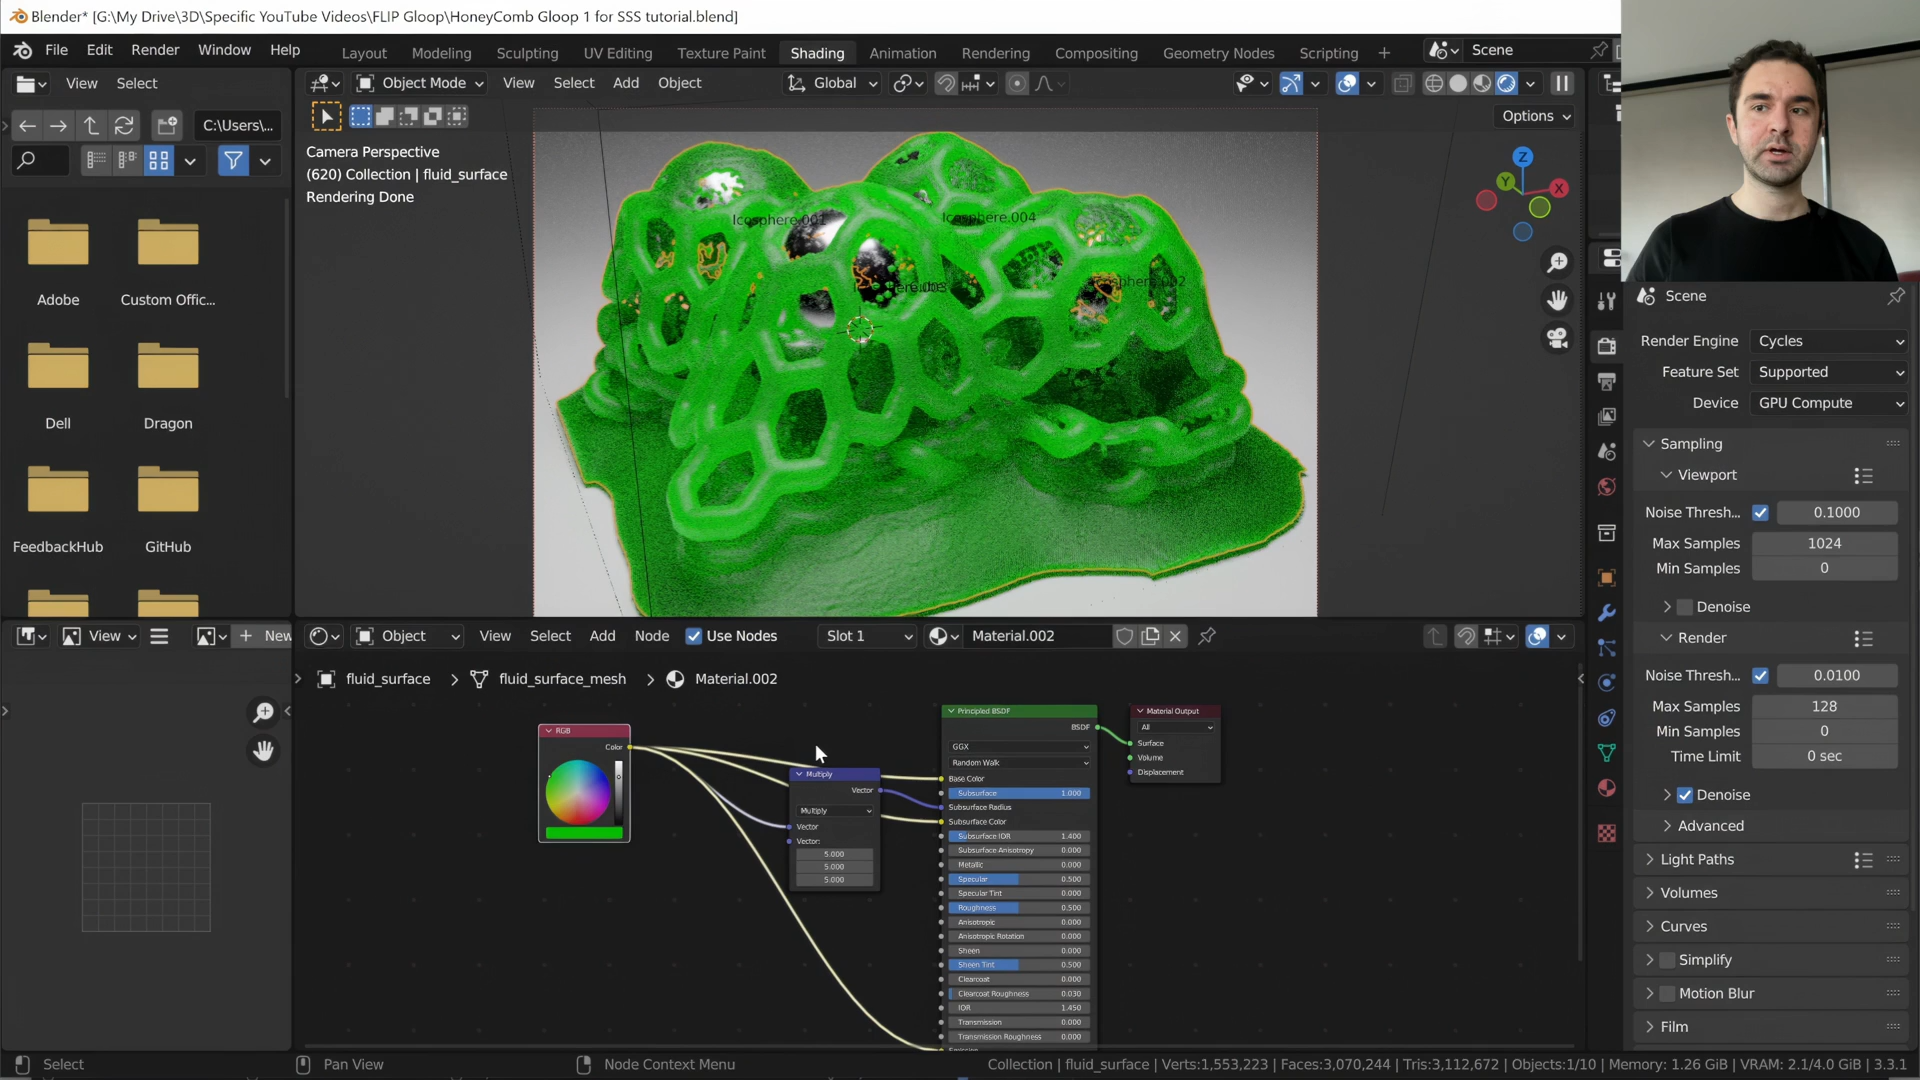 Blender* [G:\My Drive\3D\Specific YouTube Videos\FLIP Gloop\HoneyComb Gloop 1 for SSS tutorial.blend]
File Edit Render Window Help
Layout Modeling Sculpting UV Editing Texture Paint Shading Animation Rendering Compositing Geometry Nodes Scripting +
Scene
View Select
Object Mode View Select Add Object
Global
C:\Users\...
Options
Camera Perspective
(620) Collection | fluid_surface
Rendering Done
Icosphere.001
Icosphere.004
Z
Y
X
Adobe
Custom Offic...
Dell
Dragon
FeedbackHub
GitHub
Scene
Render Engine Cycles
Feature Set Supported
Device GPU Compute
Sampling
Viewport
Noise Thresh... 0.1000
Max Samples 1024
Min Samples 0
Denoise
Render
Noise Thresh... 0.0100
Max Samples 128
Min Samples 0
Time Limit 0 sec
Denoise
Advanced
Light Paths
Volumes
Curves
Simplify
Motion Blur
Film
View
New
Object View Select Add Node Use Nodes
Slot 1
Material.002
fluid_surface > fluid_surface_mesh > Material.002
RGB
Color
Multiply
Vector
Multiply
Vector
Vector:
5.000
5.000
5.000
Principled BSDF
BSDF
GGX
Random Walk
Base Color
Subsurface 1.000
Subsurface Radius
Subsurface Color
Subsurface IOR 1.400
Subsurface Anisotropy 0.000
Metallic 0.000
Specular 0.500
Specular Tint 0.000
Roughness 0.500
Anisotropic 0.000
Anisotropic Rotation 0.000
Sheen 0.000
Sheen Tint 0.500
Clearcoat 0.000
Clearcoat Roughness 0.030
IOR 1.450
Transmission 0.000
Transmission Roughness 0.000
Material Output
All
Surface
Volume
Displacement
Select
Pan View
Node Context Menu
Collection | fluid_surface | Verts:1,553,223 | Faces:3,070,244 | Tris:3,112,672 | Objects:1/10 | Memory: 1.26 GiB | VRAM: 2.1/4.0 GiB | 3.3.1